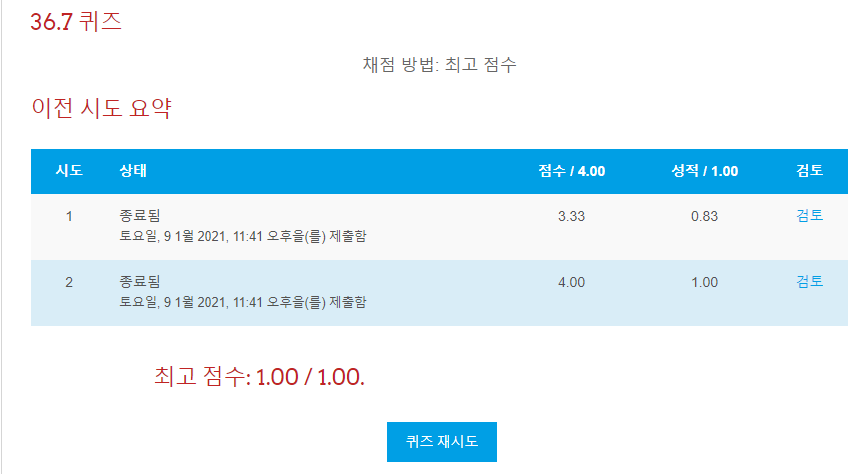 36.7 퀴즈
채점 방법: 최고 점수
이전 시도 요약
시도 상태 점수 / 4.00 성적 / 1.00 검토
1 종료됨 3.33 0.83 검토
토요일, 9 1월 2021, 11:41 오후을(를) 제출함
2 종료됨 4.00 1.00 검토
토요일, 9 1월 2021, 11:41 오후을(를) 제출함
최고 점수: 1.00 / 1.00.
퀴즈 재시도